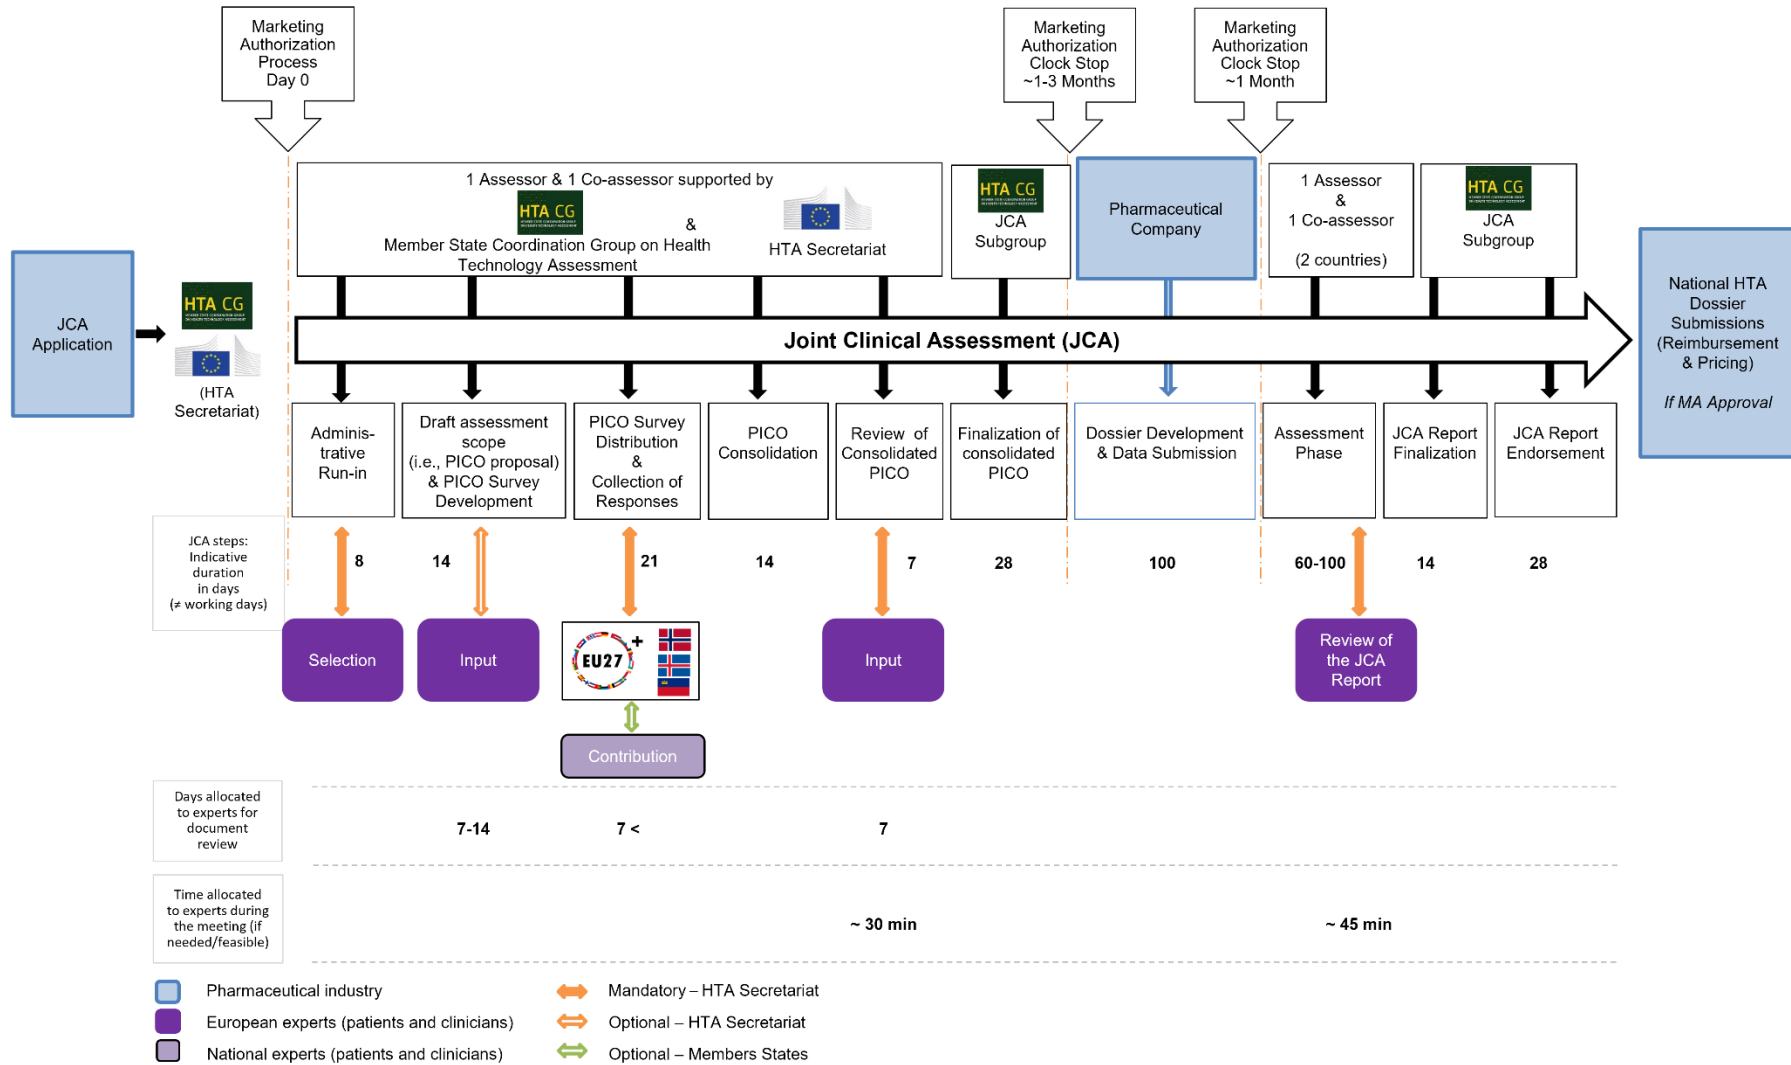 Marketing
Authorization
Process
Day 0
Marketing
Authorization
Clock Stop
~1-3 Months
Marketing
Authorization
Clock Stop
~1 Month
1 Assessor & 1 Co-assessor supported by
HTA CG
&
Member State Coordination Group on Health
Technology Assessment
HTA Secretariat
HTA CG
JCA
Subgroup
Pharmaceutical
Company
1 Assessor
&
1 Co-assessor
(2 countries)
HTA CG
JCA
Subgroup
JCA
Application
HTA CG
(HTA
Secretariat)
Joint Clinical Assessment (JCA)
National HTA
Dossier
Submissions
(Reimbursement
& Pricing)
If MA Approval
Adminis-
trative
Run-in
Draft assessment
scope
(i.e., PICO proposal)
& PICO Survey
Development
PICO Survey
Distribution
&
Collection of
Responses
PICO
Consolidation
Review of
Consolidated
PICO
Finalization of
consolidated
PICO
Dossier Development
& Data Submission
Assessment
Phase
JCA Report
Finalization
JCA Report
Endorsement
JCA steps:
Indicative
duration
in days
(≠ working days)
8
14
21
14
7
28
100
60-100
14
28
Selection
Input
EU27
+
Input
Review of
the JCA
Report
Contribution
Days allocated
to experts for
document
review
7-14
7 <
7
Time allocated
to experts during
the meeting (if
needed/feasible)
~ 30 min
~ 45 min
Pharmaceutical industry
European experts (patients and clinicians)
National experts (patients and clinicians)
Mandatory – HTA Secretariat
Optional – HTA Secretariat
Optional – Members States